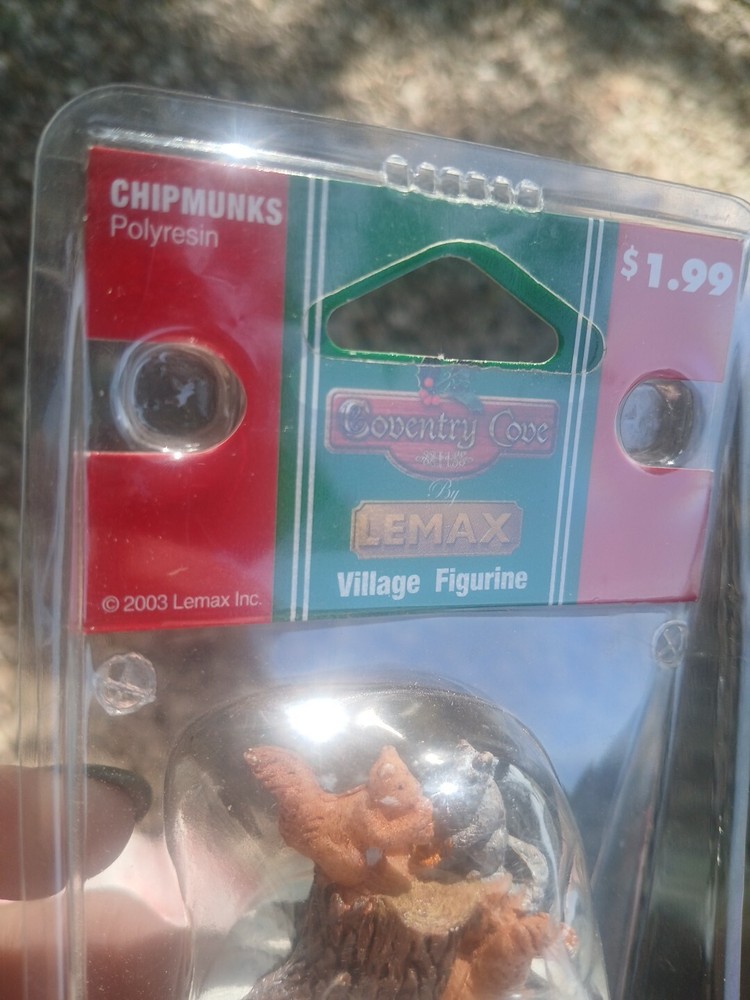 CHIPMUNKS
Polyresin
$1.99
Coventry Cove
By
LEMAX
Village Figurine
© 2003 Lemax Inc.